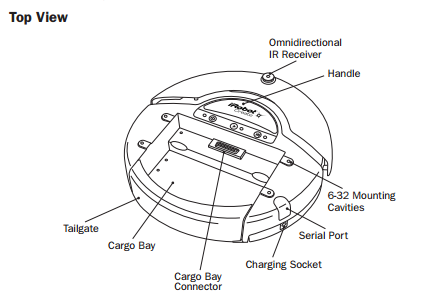 Top View
Omnidirectional
IR Receiver
Handle
iRobot
6-32 Mounting
Cavities
Serial Port
Charging Socket
Cargo Bay
Connector
Cargo Bay
Tailgate